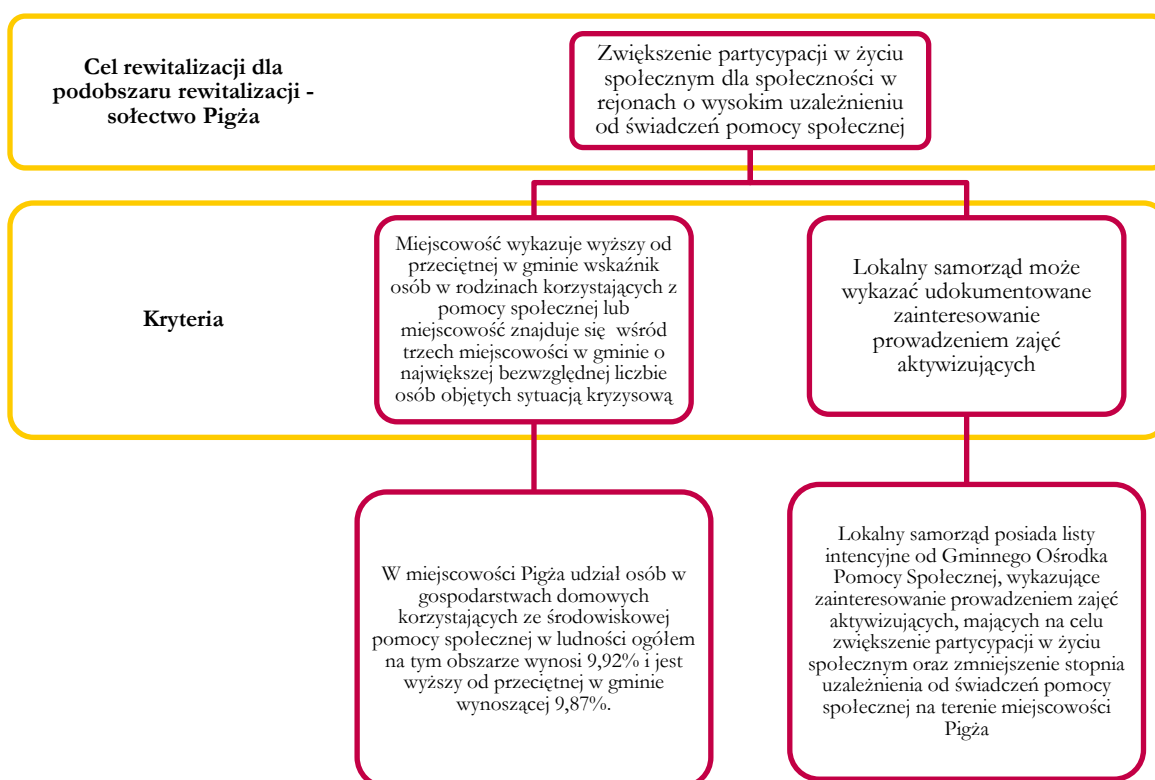 Cel rewitalizacji dla
podobszaru rewitalizacji -
sołectwo Pigża
Zwiększenie partycypacji w życiu
społecznym dla społeczności w
rejonach o wysokim uzależnieniu
od świadczeń pomocy społecznej
Kryteria
Miejscowość wykazuje wyższy od
przeciętnej w gminie wskaźnik
osób w rodzinach korzystających z
pomocy społecznej lub
miejscowość znajduje się wśród
trzech miejscowości w gminie o
największej bezwzględnej liczbie
osób objętych sytuacją kryzysową
Lokalny samorząd może
wykazać udokumentowane
zainteresowanie
prowadzeniem zajęć
aktywizujących
W miejscowości Pigża udział osób w
gospodarstwach domowych
korzystających ze środowiskowej
pomocy społecznej w ludności ogółem
na tym obszarze wynosi 9,92% i jest
wyższy od przeciętnej w gminie
wynoszącej 9,87%.
Lokalny samorząd posiada listy
intencyjne od Gminnego Ośrodka
Pomocy Społecznej, wykazujące
zainteresowanie prowadzeniem zajęć
aktywizujących, mających na celu
zwiększenie partycypacji w życiu
społecznym oraz zmniejszenie stopnia
uzależnienia od świadczeń pomocy
społecznej na terenie miejscowości
Pigża